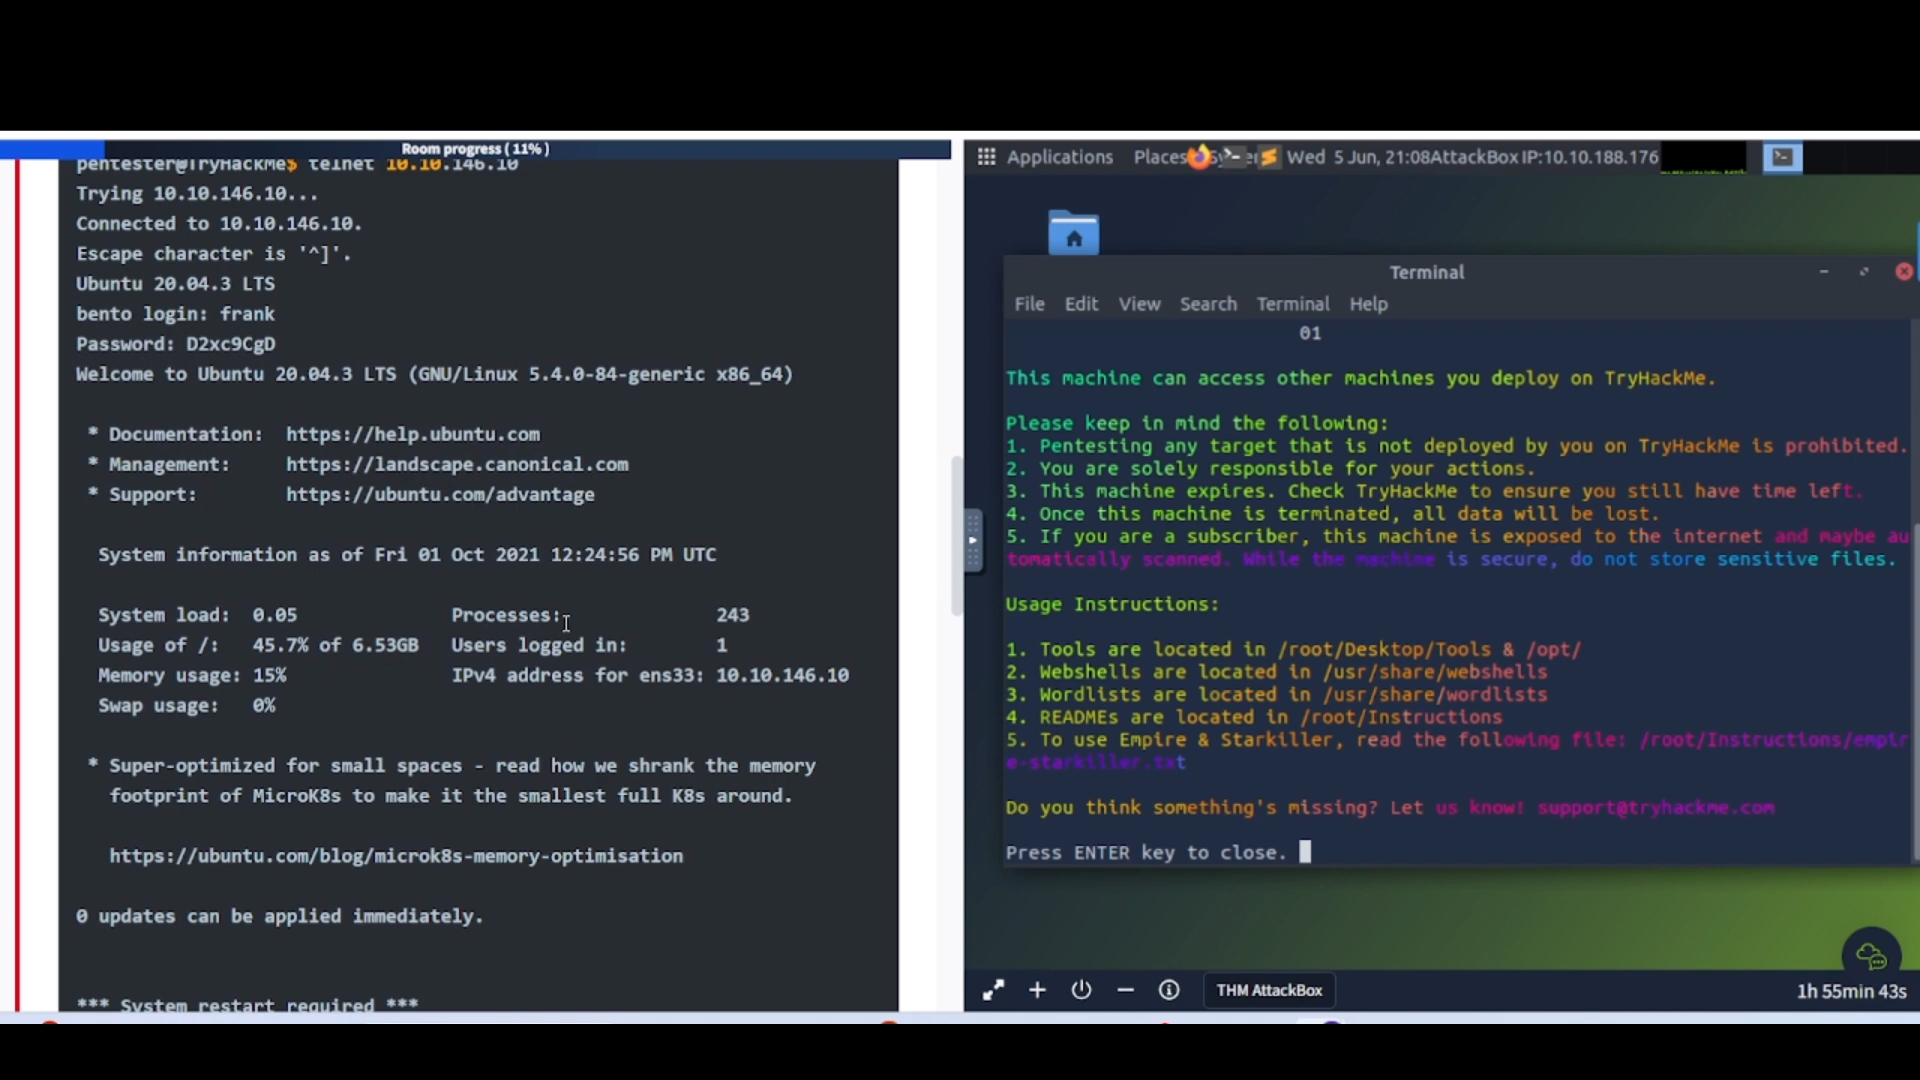 Room progress ( 11% )
pentester@TryHackMe$ telnet 10.10.146.10
Trying 10.10.146.10...
Connected to 10.10.146.10.
Escape character is '^]'.
Ubuntu 20.04.3 LTS
bento login: frank
Password: D2xc9CgD
Welcome to Ubuntu 20.04.3 LTS (GNU/Linux 5.4.0-84-generic x86_64)
* Documentation: https://help.ubuntu.com
* Management: https://landscape.canonical.com
* Support: https://ubuntu.com/advantage
System information as of Fri 01 Oct 2021 12:24:56 PM UTC
System load: 0.05 Processes: 243
Usage of /: 45.7% of 6.53GB Users logged in: 1
Memory usage: 15% IPv4 address for ens33: 10.10.146.10
Swap usage: 0%
* Super-optimized for small spaces - read how we shrank the memory
footprint of MicroK8s to make it the smallest full K8s around.
https://ubuntu.com/blog/microk8s-memory-optimisation
0 updates can be applied immediately.
*** System restart required ***
Applications Places Wed 5 Jun, 21:08 AttackBox IP:10.10.188.176
Terminal
File Edit View Search Terminal Help
01
This machine can access other machines you deploy on TryHackMe.
Please keep in mind the following:
1. Pentesting any target that is not deployed by you on TryHackMe is prohibited.
2. You are solely responsible for your actions.
3. This machine expires. Check TryHackMe to ensure you still have time left.
4. Once this machine is terminated, all data will be lost.
5. If you are a subscriber, this machine is exposed to the internet and maybe au
tomatically scanned. While the machine is secure, do not store sensitive files.
Usage Instructions:
1. Tools are located in /root/Desktop/Tools & /opt/
2. Webshells are located in /usr/share/webshells
3. Wordlists are located in /usr/share/wordlists
4. READMEs are located in /root/Instructions
5. To use Empire & Starkiller, read the following file: /root/Instructions/empir
e-starkiller.txt
Do you think something's missing? Let us know! support@tryhackme.com
Press ENTER key to close.
THM AttackBox
1h 55min 43s